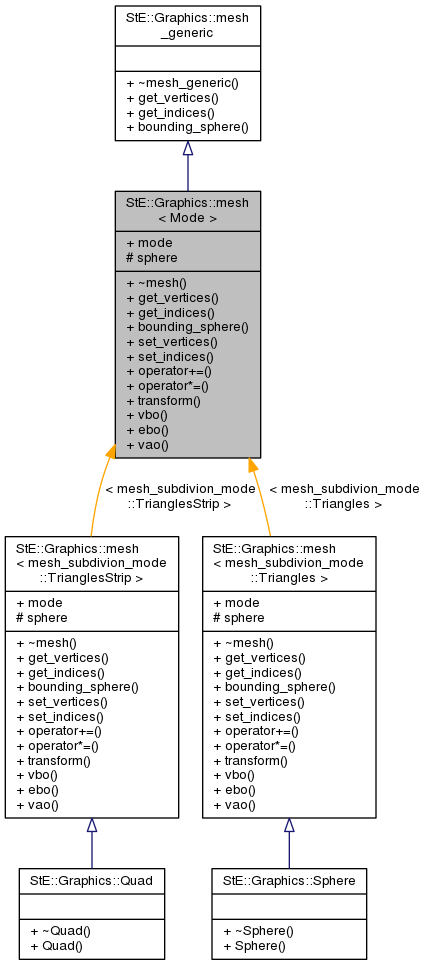 StE::Graphics::mesh
_generic
+ ~mesh_generic()
+ get_vertices()
+ get_indices()
+ bounding_sphere()
StE::Graphics::mesh
< Mode >
+ mode
# sphere
+ ~mesh()
+ get_vertices()
+ get_indices()
+ bounding_sphere()
+ set_vertices()
+ set_indices()
+ operator+=()
+ operator*=()
+ transform()
+ vbo()
+ ebo()
+ vao()
< mesh_subdivion_mode
::TrianglesStrip >
< mesh_subdivion_mode
::Triangles >
StE::Graphics::mesh
< mesh_subdivion_mode
::TrianglesStrip >
+ mode
# sphere
+ ~mesh()
+ get_vertices()
+ get_indices()
+ bounding_sphere()
+ set_vertices()
+ set_indices()
+ operator+=()
+ operator*=()
+ transform()
+ vbo()
+ ebo()
+ vao()
StE::Graphics::mesh
< mesh_subdivion_mode
::Triangles >
+ mode
# sphere
+ ~mesh()
+ get_vertices()
+ get_indices()
+ bounding_sphere()
+ set_vertices()
+ set_indices()
+ operator+=()
+ operator*=()
+ transform()
+ vbo()
+ ebo()
+ vao()
StE::Graphics::Quad
+ ~Quad()
+ Quad()
StE::Graphics::Sphere
+ ~Sphere()
+ Sphere()